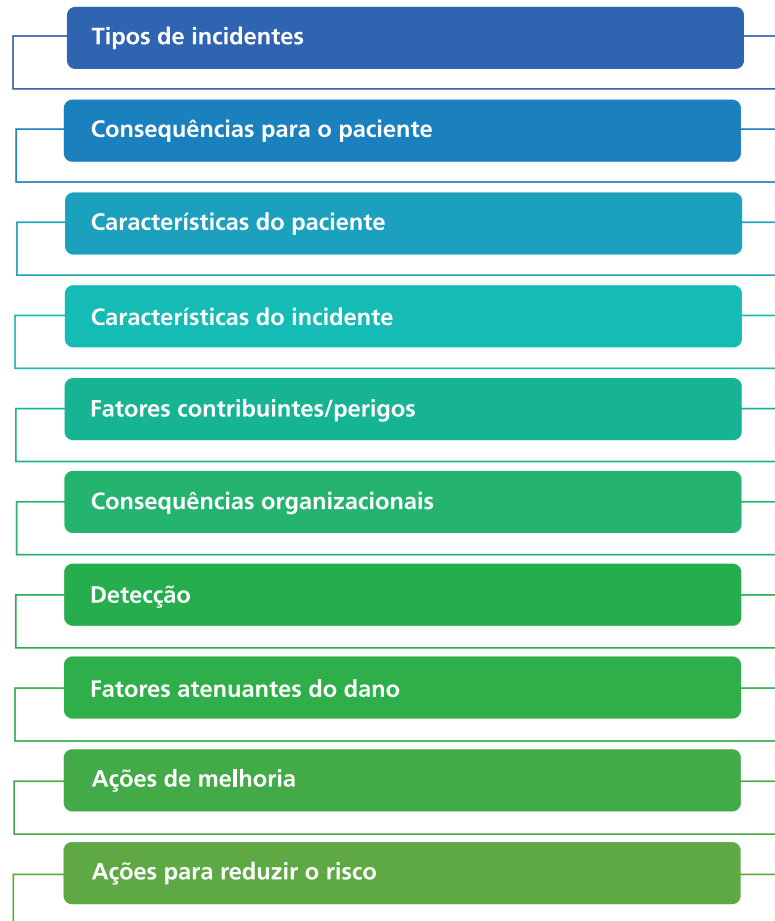 Tipos de incidentes
Consequências para o paciente
Características do paciente
Características do incidente
Fatores contribuintes/perigos
Consequências organizacionais
Detecção
Fatores atenuantes do dano
Ações de melhoria
Ações para reduzir o risco